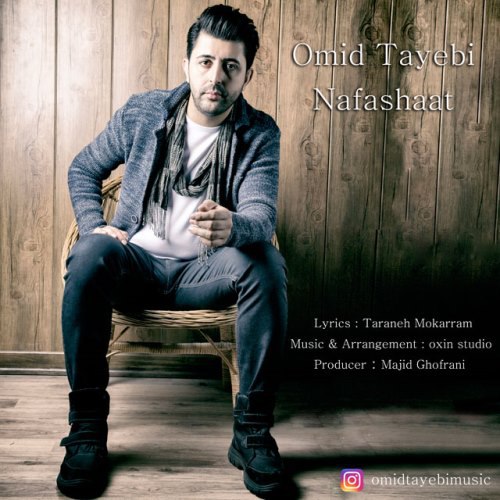 Omid Tayebi
Nafashaat
Lyrics : Taraneh Mokarram
Music & Arrangement : oxin studio
Producer : Majid Ghofrani
omidtayebimusic